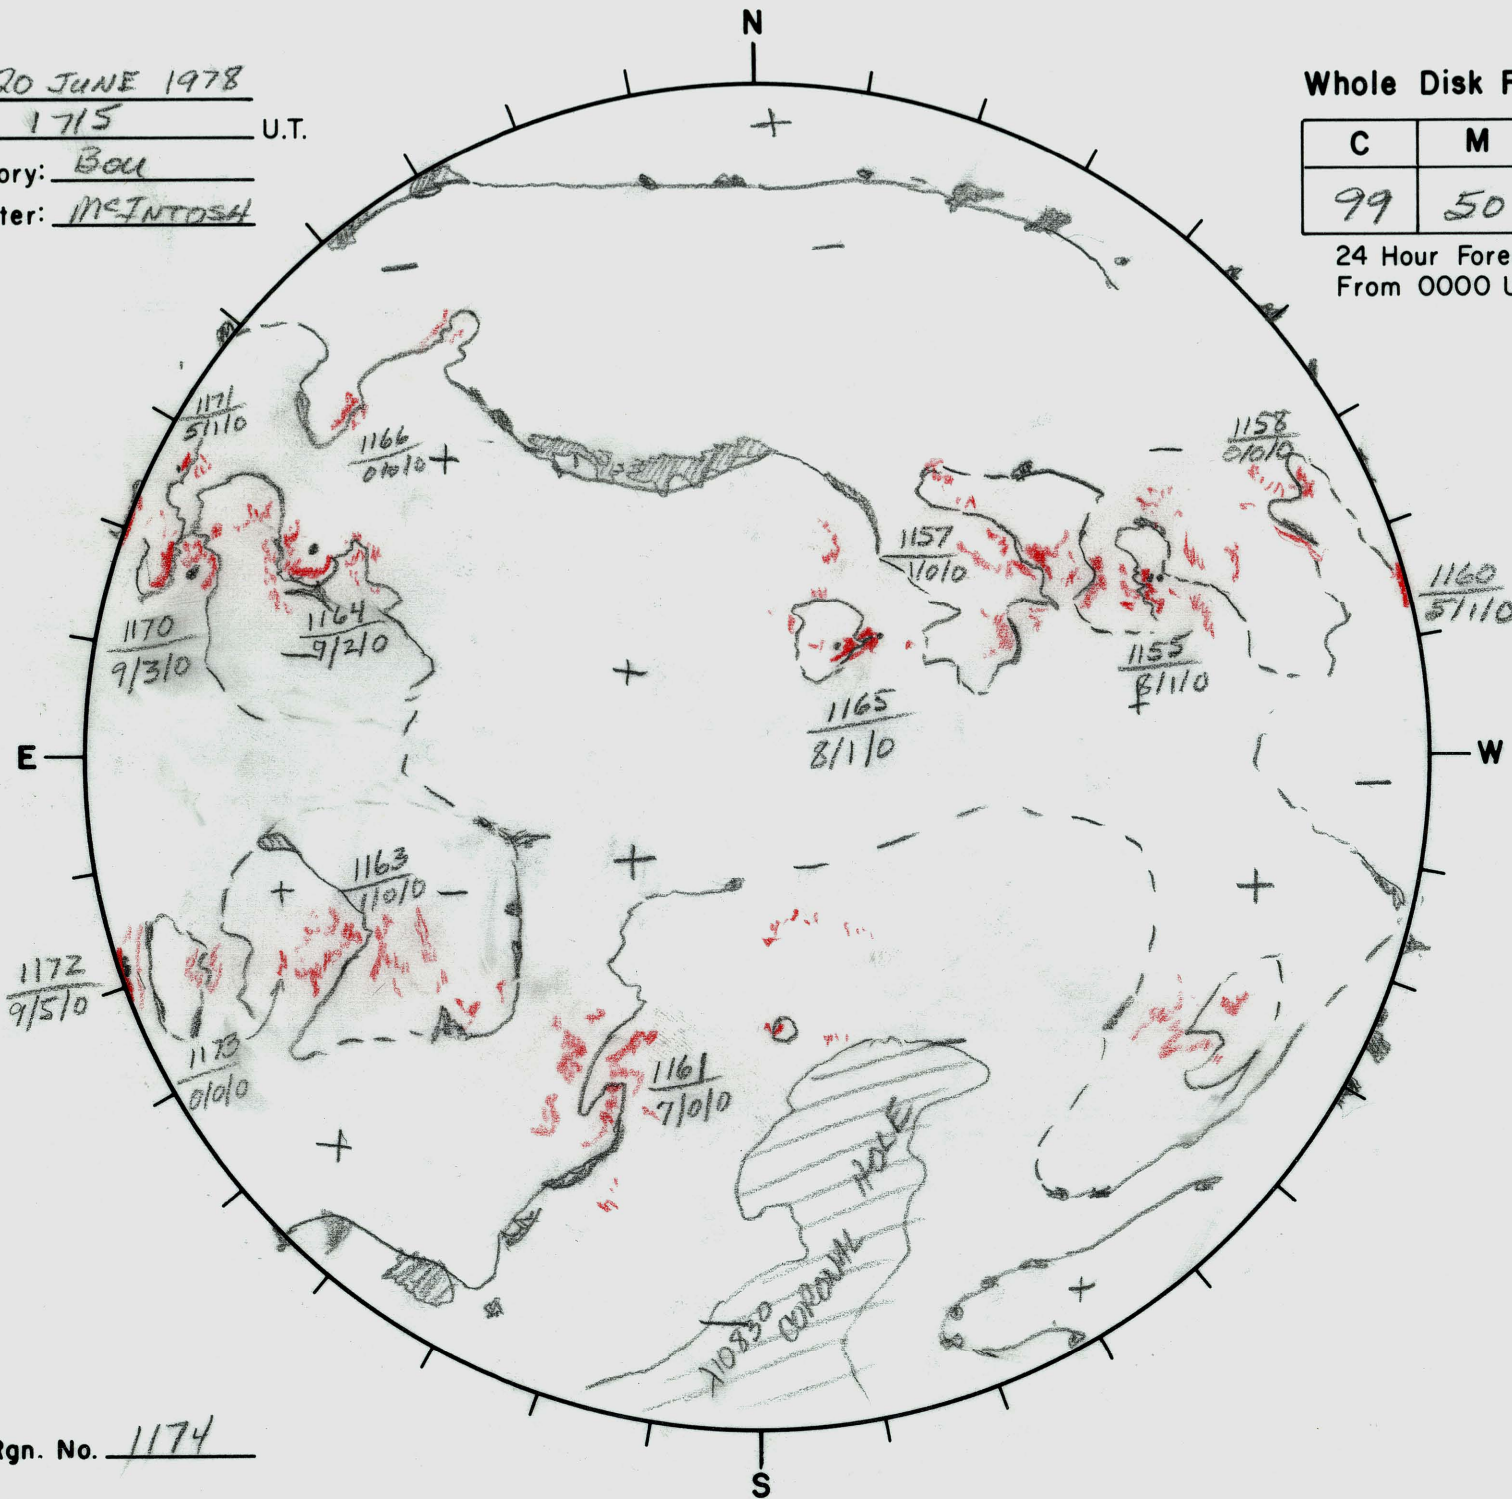 N
20 JUNE 1978
1715 U.T.
ory: Bou
ter: McINTOSH
Whole Disk F
C M
99 50
24 Hour Fore
From 0000 U
+
−
−
1171
5/1/0
1166
0/0/0 +
−
1158
0/0/0
1157
1/0/0
1160
5/1/0
1170
9/3/0
1164
9/2/0
−
+
1155
8/1/0
+
1165
8/1/0
E
W
−
+
1163
1/0/0
+
−
−
+
1172
9/5/0
1173
0/0/0
1161
7/0/0
+
HOLE
CORONAL
λ10830
−
+
Rgn. No. 1174
S